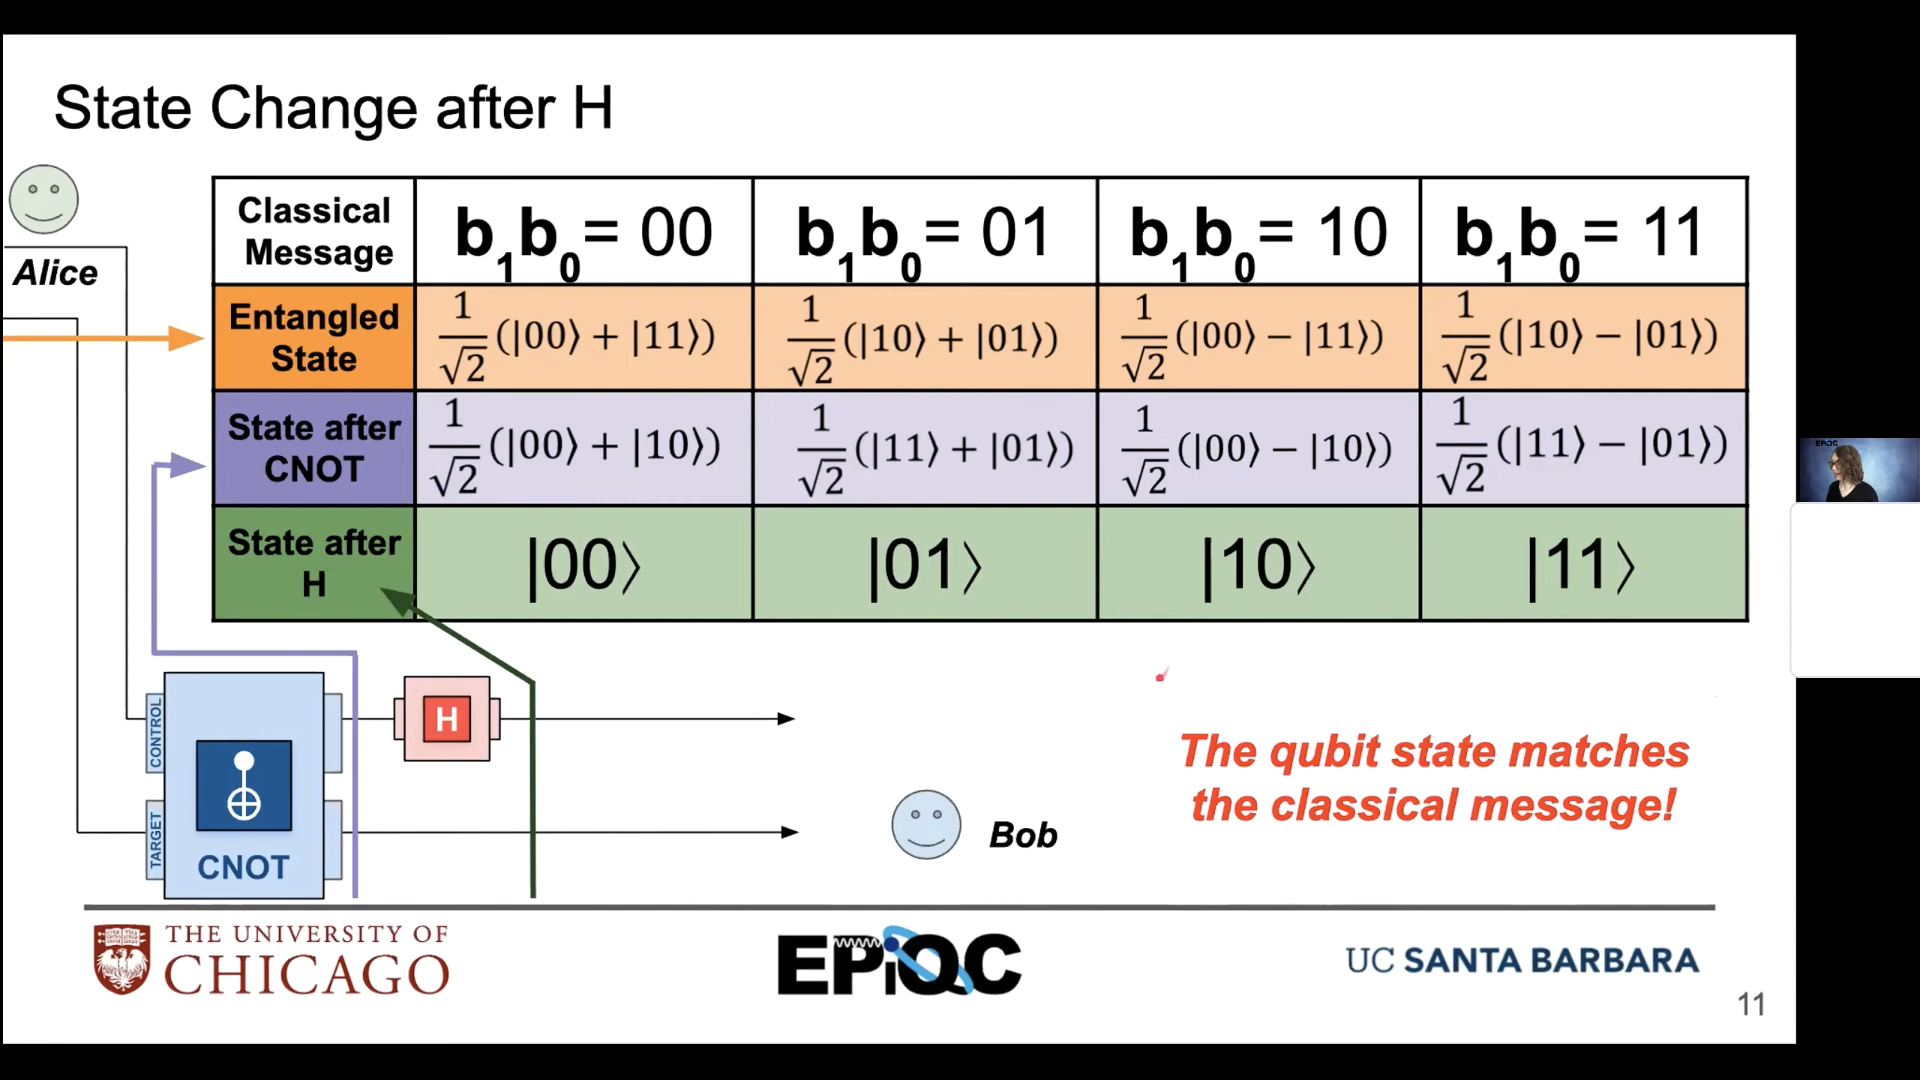 State Change after H
Alice
Classical Message
b₁b₀= 00
b₁b₀= 01
b₁b₀= 10
b₁b₀= 11
Entangled State
1/√2 (|00⟩ + |11⟩)
1/√2 (|10⟩ + |01⟩)
1/√2 (|00⟩ − |11⟩)
1/√2 (|10⟩ − |01⟩)
State after CNOT
1/√2 (|00⟩ + |10⟩)
1/√2 (|11⟩ + |01⟩)
1/√2 (|00⟩ − |10⟩)
1/√2 (|11⟩ − |01⟩)
State after H
|00⟩
|01⟩
|10⟩
|11⟩
CONTROL
TARGET
CNOT
H
Bob
The qubit state matches
the classical message!
THE UNIVERSITY OF
CHICAGO
EPiQC
UC SANTA BARBARA
11
EPiQC